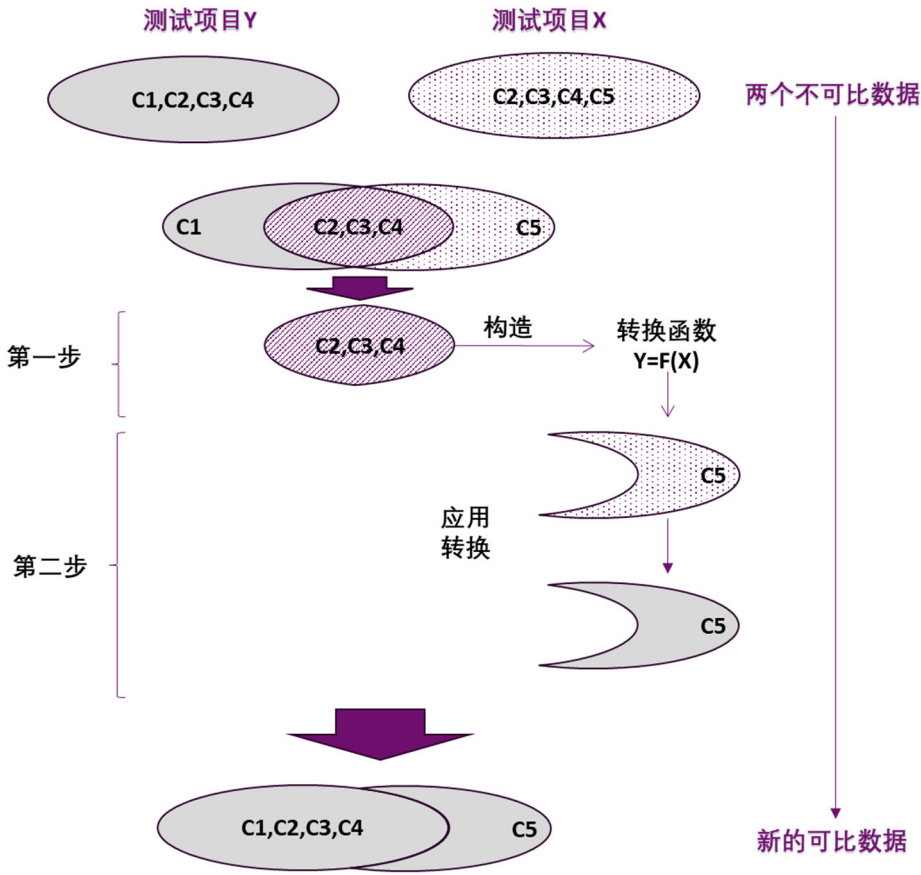 测试项目Y
测试项目X
C1,C2,C3,C4
C2,C3,C4,C5
两个不可比数据
C1
C2,C3,C4
C5
第一步
C2,C3,C4
构造
转换函数
Y=F(X)
C5
第二步
应用
转换
C5
C1,C2,C3,C4
C5
新的可比数据